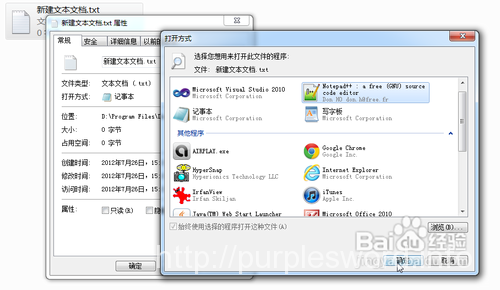 新建文本文档.txt
文
0
新建文本文档.txt 属性
常规 安全 详细信息 以前
新建文本文档.txt
文件类型: 文本文档 (.txt)
打开方式: 记事本
位置: D:\Program Files\
大小: 0 字节
占用空间: 0 字节
创建时间: 2012年7月26日, 15:
修改时间: 2012年7月26日, 15:
访问时间: 2012年7月26日, 15:
属性: 只读(R)
确定
打开方式
选择您想用来打开此文件的程序:
文件: 新建文本文档.txt
Microsoft Visual Studio 2010
Microsoft Corporation
Notepad++ : a free (GNU) source
code editor
Don HO don.h@free.fr
记事本
Microsoft Corporation
写字板
Microsoft Corporation
其他程序
AIRPLAY.exe
Google Chrome
Google Inc.
HyperSnap
Hyperionics Technology LLC
Internet Explorer
Microsoft Corporation
IrfanView
Irfan Skiljan
iTunes
Apple Inc.
Java(TM) Web Start Launcher
Microsoft Office 2010
始终使用选择的程序打开这种文件(A)
浏览(B)...
确定
取消
Baidu 经验